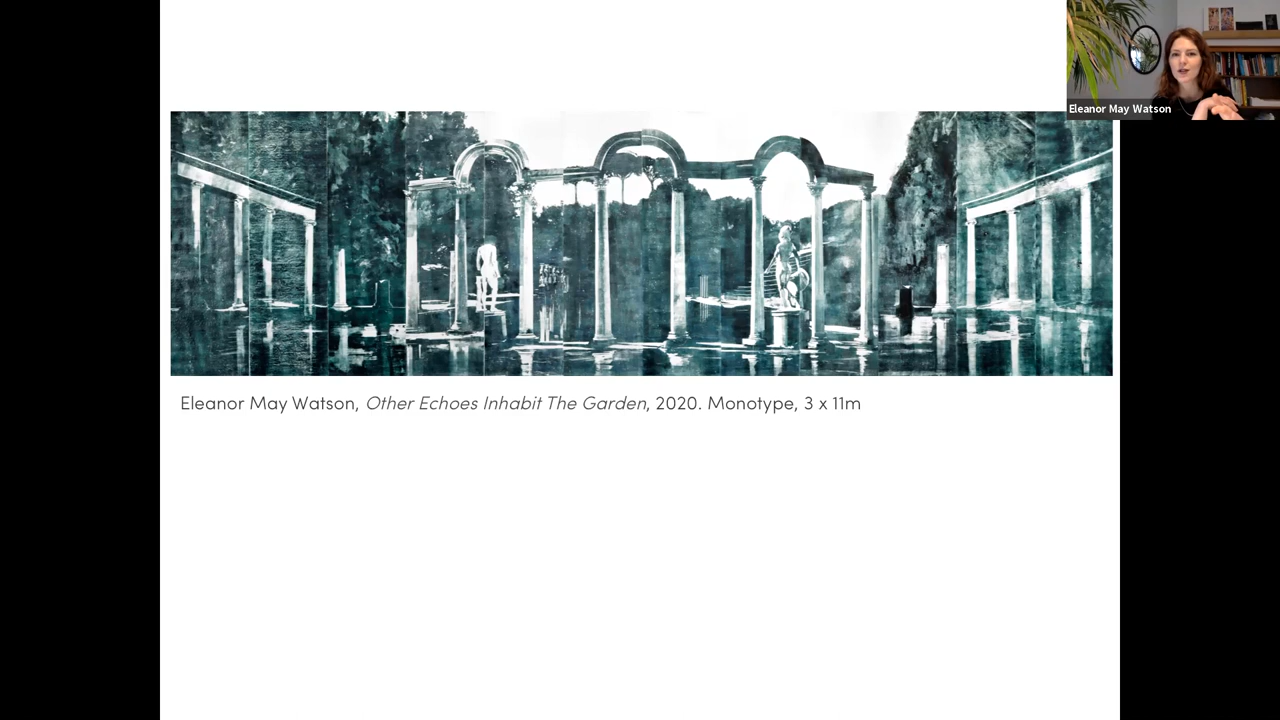 Eleanor May Watson
Eleanor May Watson, Other Echoes Inhabit The Garden, 2020. Monotype, 3 x 11m